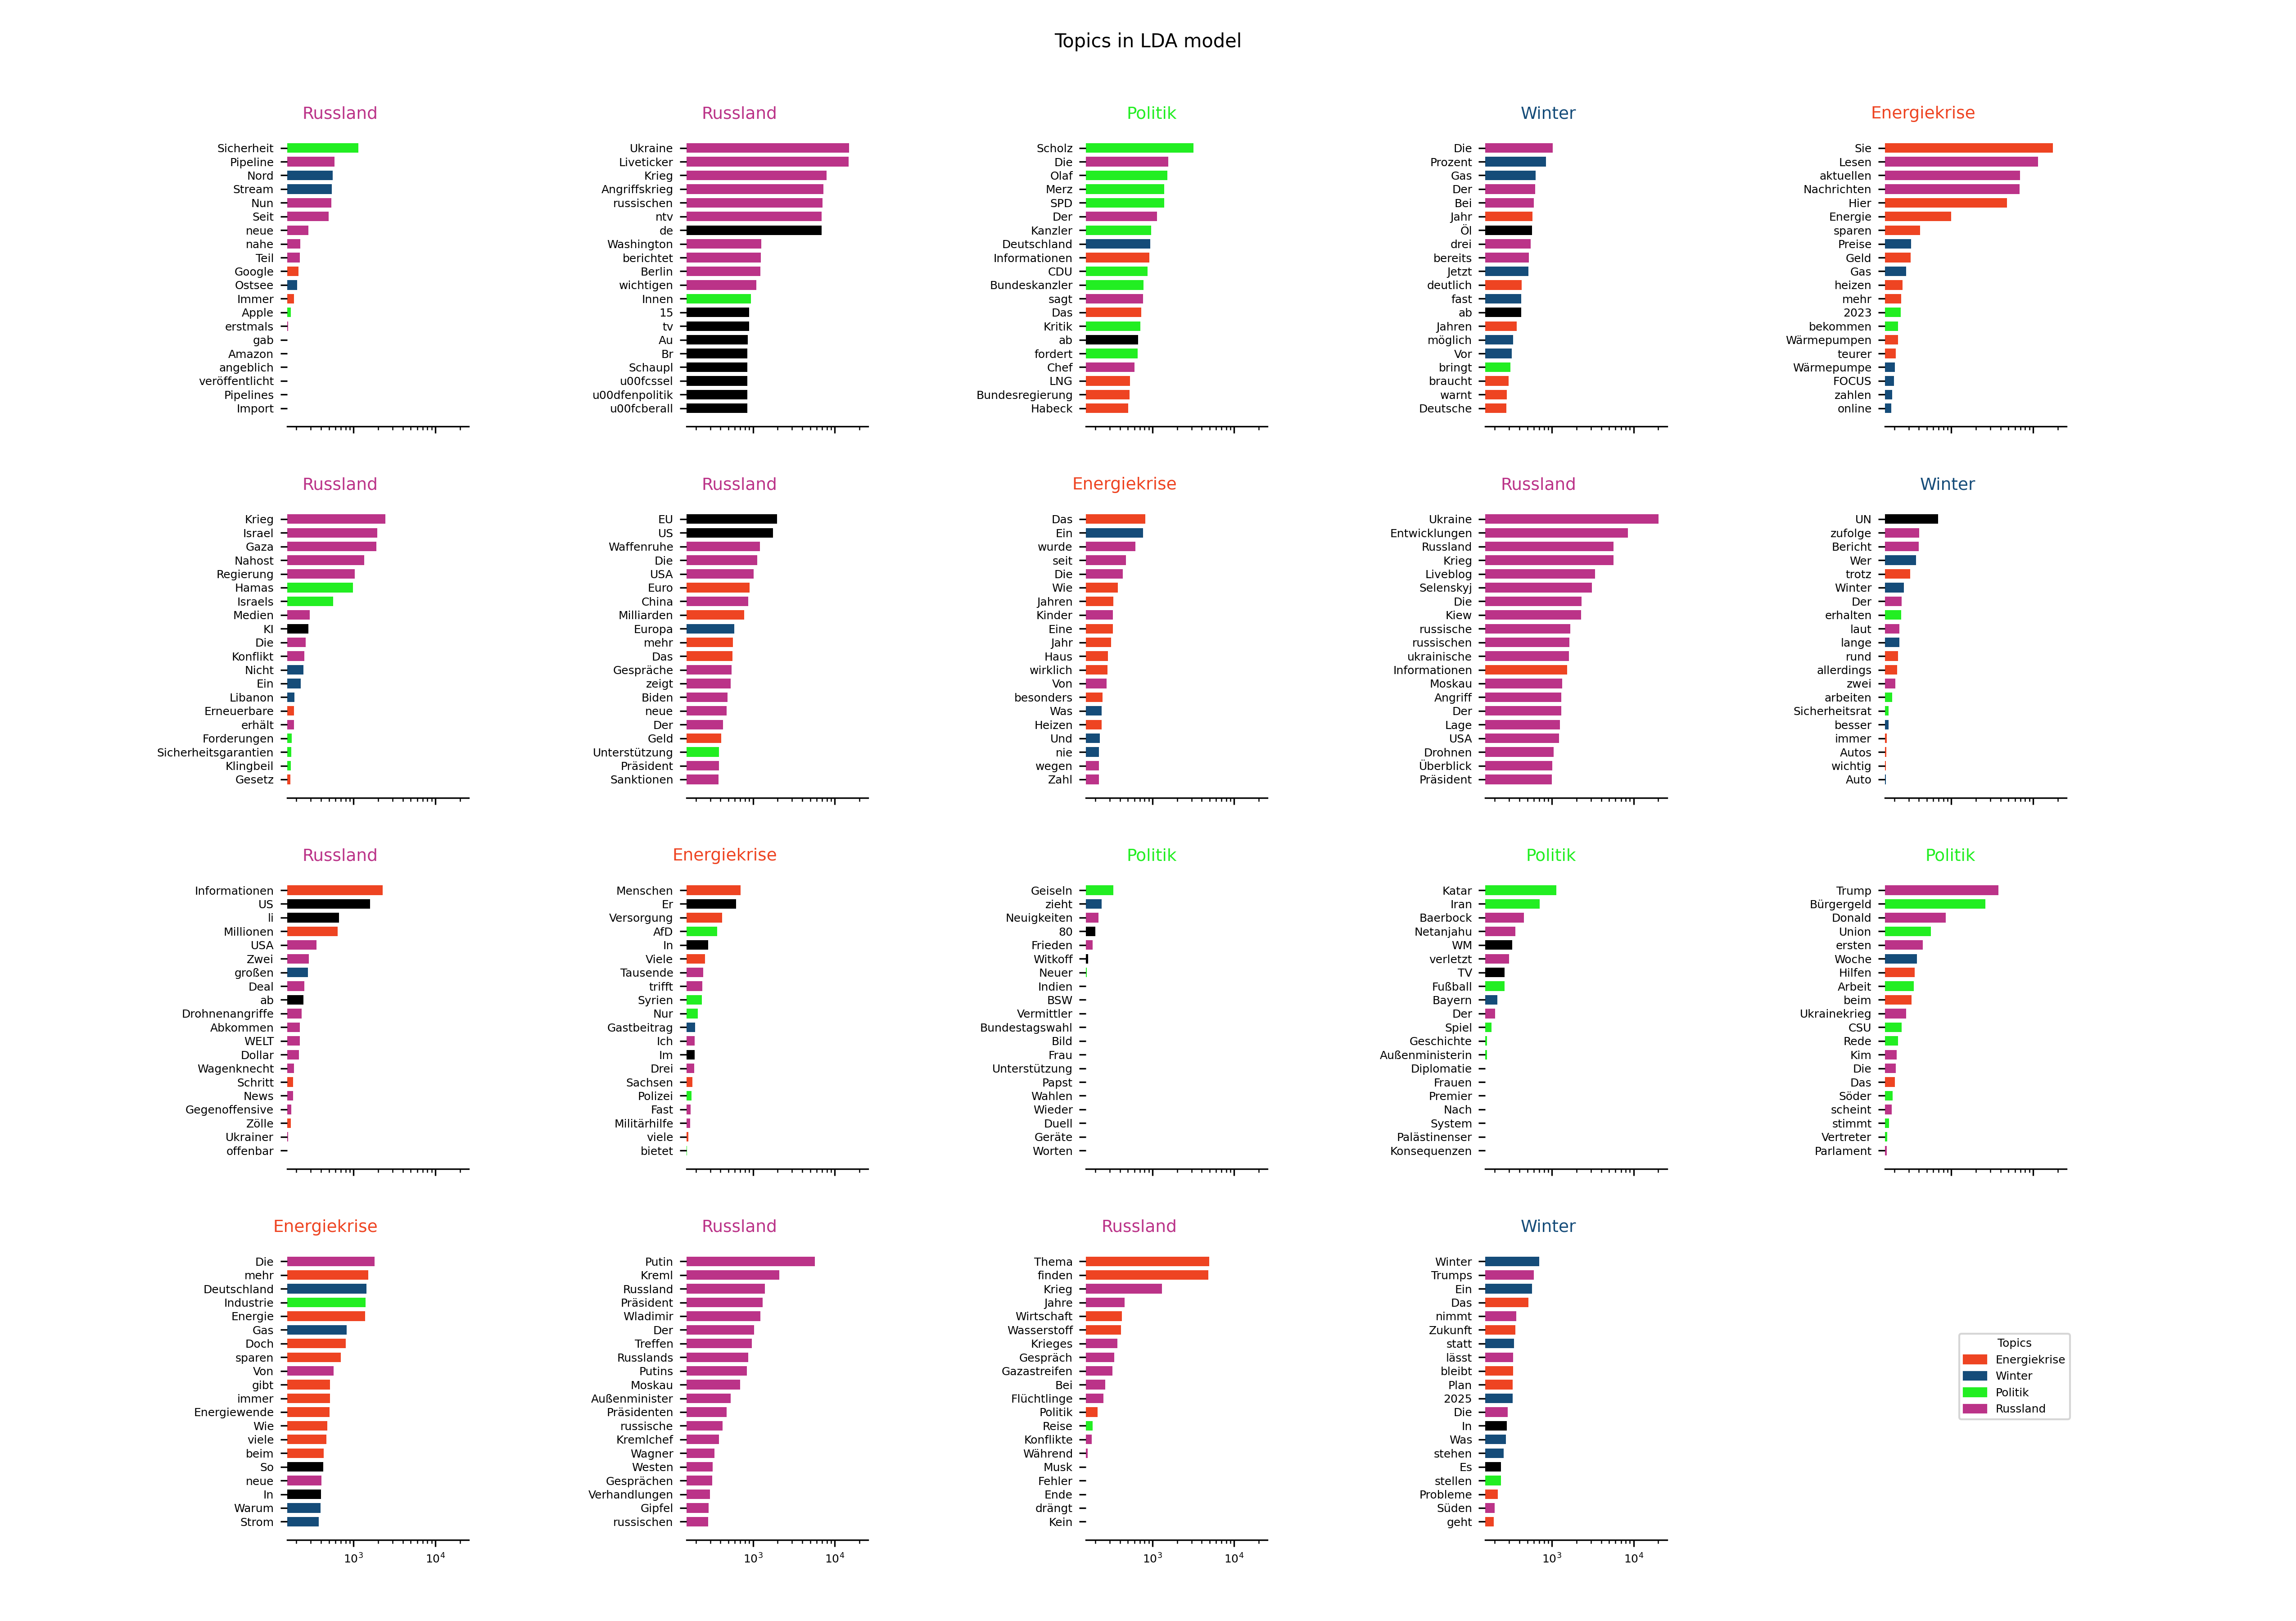 Topics in LDA model
Russland
Sicherheit
Pipeline
Nord
Stream
Nun
Seit
neue
nahe
Teil
Google
Ostsee
Immer
Apple
erstmals
gab
Amazon
angeblich
veröffentlicht
Pipelines
Import
Russland
Ukraine
Liveticker
Krieg
Angriffskrieg
russischen
ntv
de
Washington
berichtet
Berlin
wichtigen
Innen
15
tv
Au
Br
Schaupl
u00fcssel
u00dfenpolitik
u00fcberall
Politik
Scholz
Die
Olaf
Merz
SPD
Der
Kanzler
Deutschland
Informationen
CDU
Bundeskanzler
sagt
Das
Kritik
ab
fordert
Chef
LNG
Bundesregierung
Habeck
Winter
Die
Prozent
Gas
Der
Bei
Jahr
Öl
drei
bereits
Jetzt
deutlich
fast
ab
Jahren
möglich
Vor
bringt
braucht
warnt
Deutsche
Energiekrise
Sie
Lesen
aktuellen
Nachrichten
Hier
Energie
sparen
Preise
Geld
Gas
heizen
mehr
2023
bekommen
Wärmepumpen
teurer
Wärmepumpe
FOCUS
zahlen
online
Russland
Krieg
Israel
Gaza
Nahost
Regierung
Hamas
Israels
Medien
KI
Die
Konflikt
Nicht
Ein
Libanon
Erneuerbare
erhält
Forderungen
Sicherheitsgarantien
Klingbeil
Gesetz
Russland
EU
US
Waffenruhe
Die
USA
Euro
China
Milliarden
Europa
mehr
Das
Gespräche
zeigt
Biden
neue
Der
Geld
Unterstützung
Präsident
Sanktionen
Energiekrise
Das
Ein
wurde
seit
Die
Wie
Jahren
Kinder
Eine
Jahr
Haus
wirklich
Von
besonders
Was
Heizen
Und
nie
wegen
Zahl
Russland
Ukraine
Entwicklungen
Russland
Krieg
Liveblog
Selenskyj
Die
Kiew
russische
russischen
ukrainische
Informationen
Moskau
Angriff
Der
Lage
USA
Drohnen
Überblick
Präsident
Winter
UN
zufolge
Bericht
Wer
trotz
Winter
Der
erhalten
laut
lange
rund
allerdings
zwei
arbeiten
Sicherheitsrat
besser
immer
Autos
wichtig
Auto
Russland
Informationen
US
li
Millionen
USA
Zwei
großen
Deal
ab
Drohnenangriffe
Abkommen
WELT
Dollar
Wagenknecht
Schritt
News
Gegenoffensive
Zölle
Ukrainer
offenbar
Energiekrise
Menschen
Er
Versorgung
AfD
In
Viele
Tausende
trifft
Syrien
Nur
Gastbeitrag
Ich
Im
Drei
Sachsen
Polizei
Fast
Militärhilfe
viele
bietet
Politik
Geiseln
zieht
Neuigkeiten
80
Frieden
Witkoff
Neuer
Indien
BSW
Vermittler
Bundestagswahl
Bild
Frau
Unterstützung
Papst
Wahlen
Wieder
Duell
Geräte
Worten
Politik
Katar
Iran
Baerbock
Netanjahu
WM
verletzt
TV
Fußball
Bayern
Der
Spiel
Geschichte
Außenministerin
Diplomatie
Frauen
Premier
Nach
System
Palästinenser
Konsequenzen
Politik
Trump
Bürgergeld
Donald
Union
ersten
Woche
Hilfen
Arbeit
beim
Ukrainekrieg
CSU
Rede
Kim
Die
Das
Söder
scheint
stimmt
Vertreter
Parlament
Energiekrise
Die
mehr
Deutschland
Industrie
Energie
Gas
Doch
sparen
Von
gibt
immer
Energiewende
Wie
viele
beim
So
neue
In
Warum
Strom
10³ 10⁴
Russland
Putin
Kreml
Russland
Präsident
Wladimir
Der
Treffen
Russlands
Putins
Moskau
Außenminister
Präsidenten
russische
Kremlchef
Wagner
Westen
Gesprächen
Verhandlungen
Gipfel
russischen
10³ 10⁴
Russland
Thema
finden
Krieg
Jahre
Wirtschaft
Wasserstoff
Krieges
Gespräch
Gazastreifen
Bei
Flüchtlinge
Politik
Reise
Konflikte
Während
Musk
Fehler
Ende
drängt
Kein
10³ 10⁴
Winter
Winter
Trumps
Ein
Das
nimmt
Zukunft
statt
lässt
bleibt
Plan
2025
Die
In
Was
stehen
Es
stellen
Probleme
Süden
geht
10³ 10⁴
Topics
Energiekrise
Winter
Politik
Russland